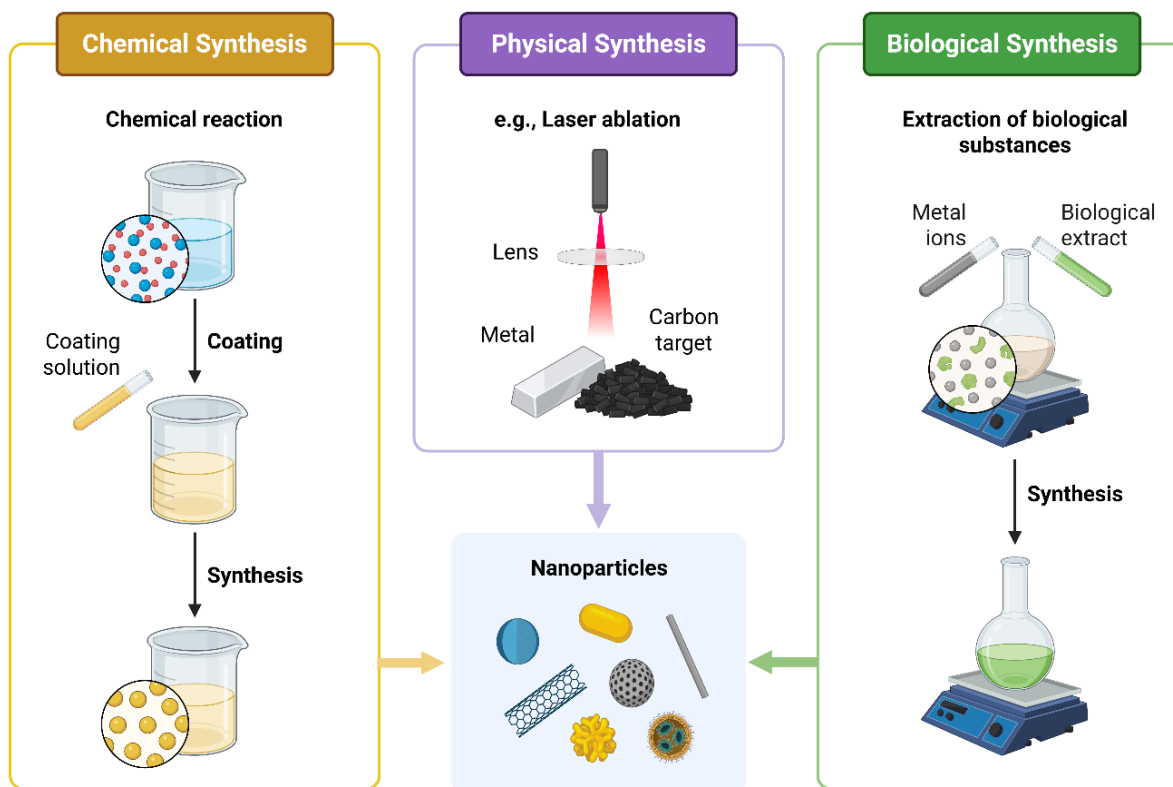 Chemical Synthesis
Chemical reaction
Coating
Coating
solution
Synthesis
Physical Synthesis
e.g., Laser ablation
Lens
Metal
Carbon
target
Nanoparticles
Biological Synthesis
Extraction of biological
substances
Metal
ions
Biological
extract
Synthesis